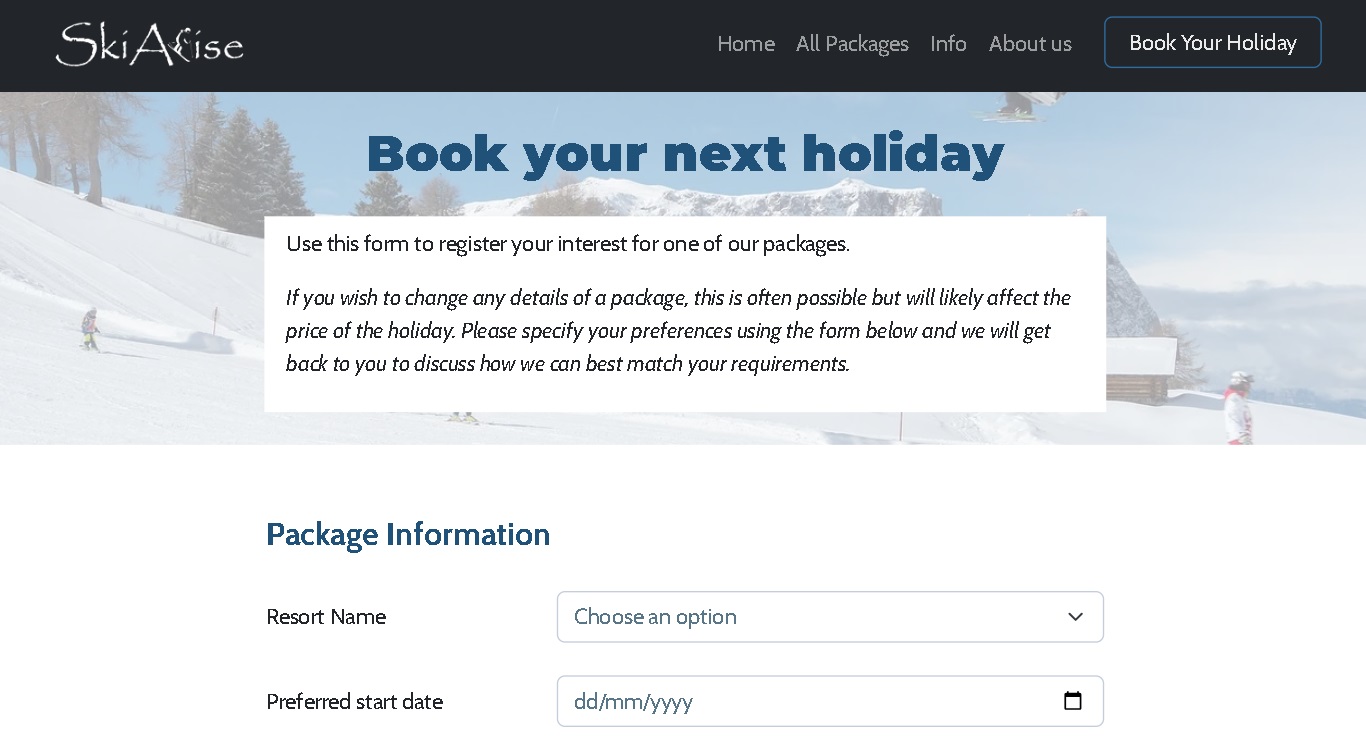 SkiAlise
Home All Packages Info About us Book Your Holiday
Book your next holiday
Use this form to register your interest for one of our packages.
If you wish to change any details of a package, this is often possible but will likely affect the
price of the holiday. Please specify your preferences using the form below and we will get
back to you to discuss how we can best match your requirements.
Package Information
Resort Name Choose an option
Preferred start date dd/mm/yyyy